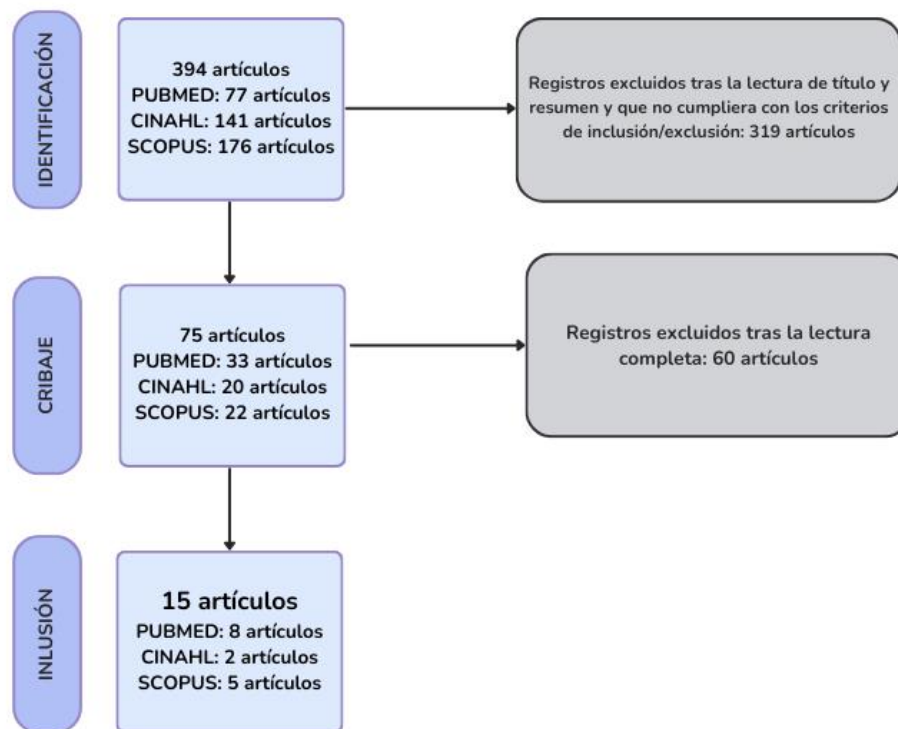 IDENTIFICACIÓN
394 artículos
PUBMED: 77 artículos
CINAHL: 141 artículos
SCOPUS: 176 artículos
Registros excluidos tras la lectura de título y
resumen y que no cumpliera con los criterios
de inclusión/exclusión: 319 artículos
CRIBAJE
75 artículos
PUBMED: 33 artículos
CINAHL: 20 artículos
SCOPUS: 22 artículos
Registros excluidos tras la lectura
completa: 60 artículos
INLUSIÓN
15 artículos
PUBMED: 8 artículos
CINAHL: 2 artículos
SCOPUS: 5 artículos